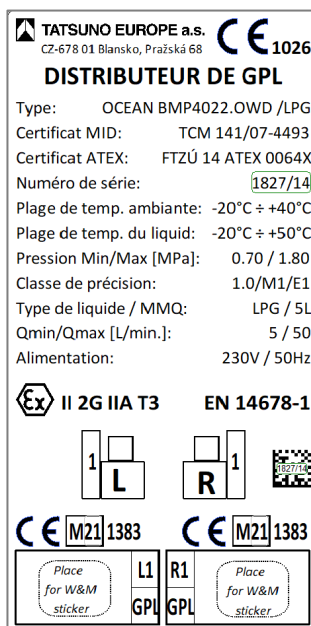 TATSUNO EUROPE a.s.
CZ-678 01 Blansko, Pražská 68
CE 1026
DISTRIBUTEUR DE GPL
Type: OCEAN BMP4022.OWD /LPG
Certificat MID: TCM 141/07-4493
Certificat ATEX: FTZÚ 14 ATEX 0064X
Numéro de série: 1827/14
Plage de temp. ambiante: -20°C ÷ +40°C
Plage de temp. du liquid: -20°C ÷ +50°C
Pression Min/Max [MPa]: 0.70 / 1.80
Classe de précision: 1.0/M1/E1
Type de liquide / MMQ: LPG / 5L
Qmin/Qmax [L/min.]: 5 / 50
Alimentation: 230V / 50Hz
Ex II 2G IIA T3 EN 14678-1
1 L R 1 1827/14
CE M21 1383 CE M21 1383
Place for W&M sticker
L1
GPL
R1
GPL
Place for W&M sticker